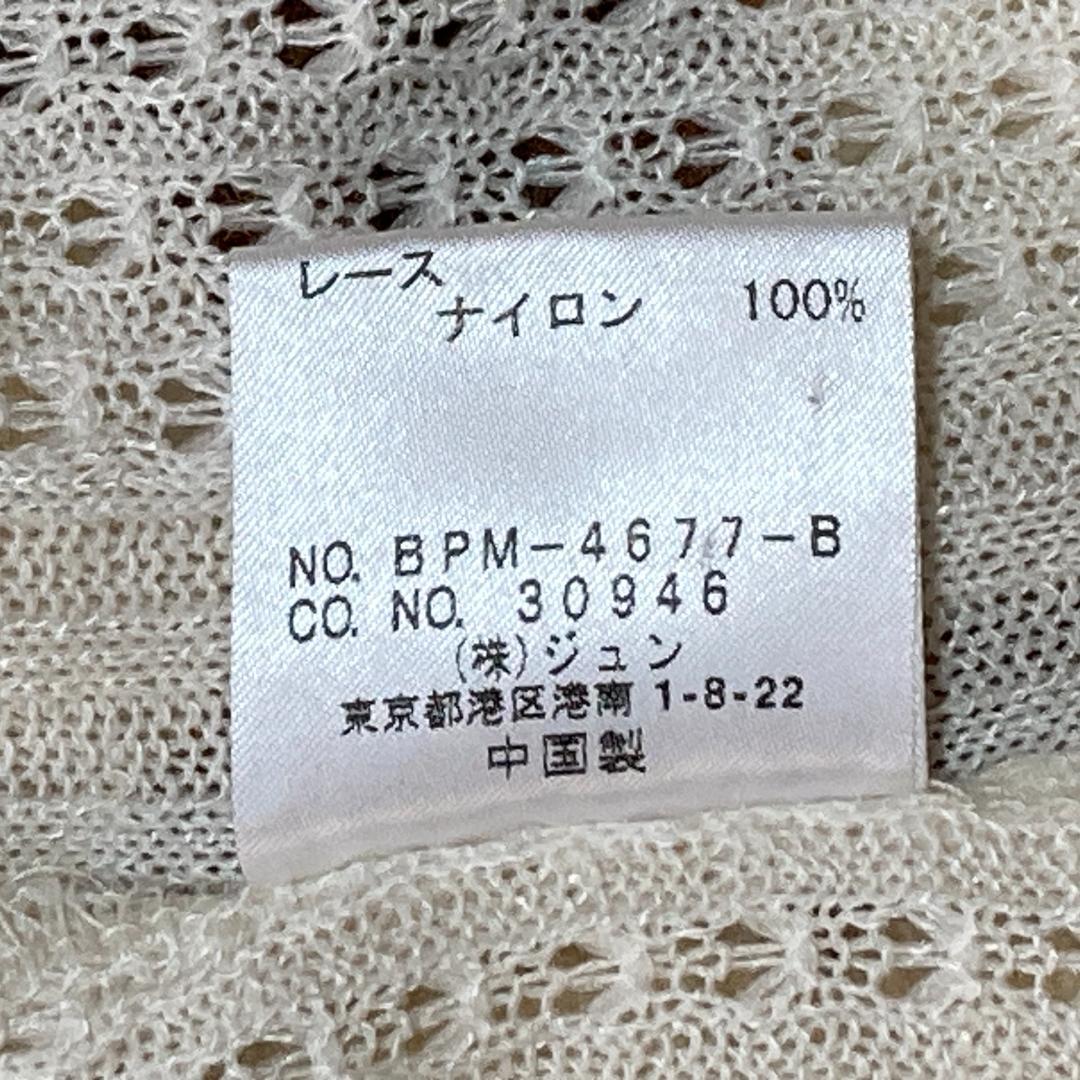 レース
ナイロン 100%
NO. BPM-4677-B
CO. NO. 30946
(株)ジュン
東京都港区港南 1-8-22
中国製